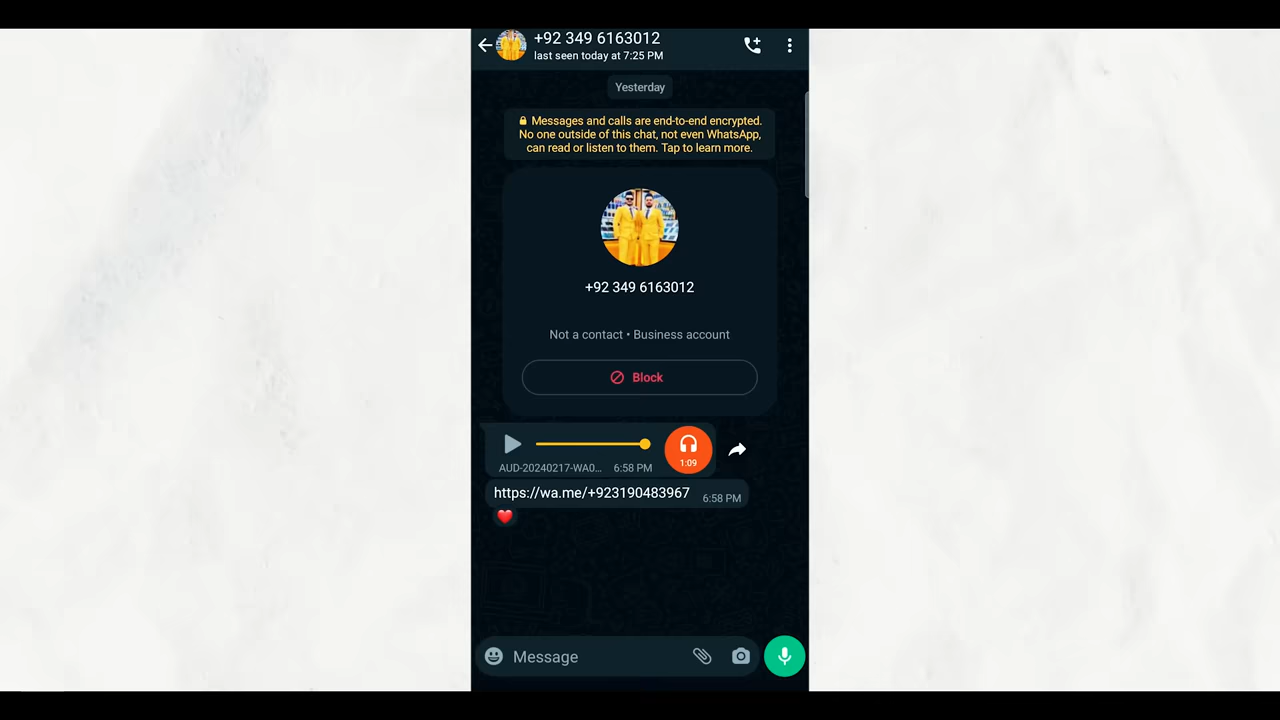 +92 349 6163012
last seen today at 7:25 PM
Yesterday
Messages and calls are end-to-end encrypted.
No one outside of this chat, not even WhatsApp,
can read or listen to them. Tap to learn more.
+92 349 6163012
Not a contact • Business account
Block
1:09
AUD-20240217-WA0... 6:58 PM
https://wa.me/+923190483967 6:58 PM
Message